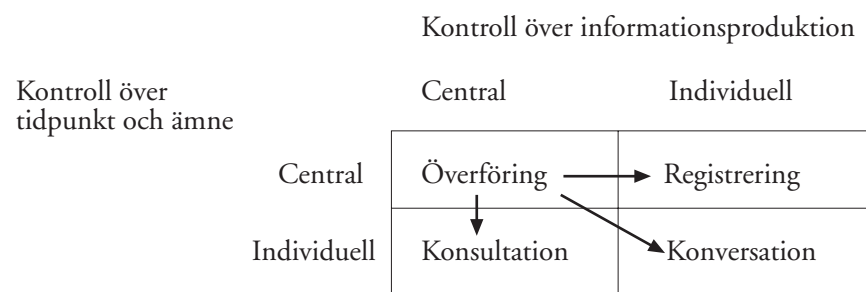 Kontroll över informationsproduktion
Kontroll över
tidpunkt och ämne
Central Individuell
Central Överföring Registrering
Individuell Konsultation Konversation